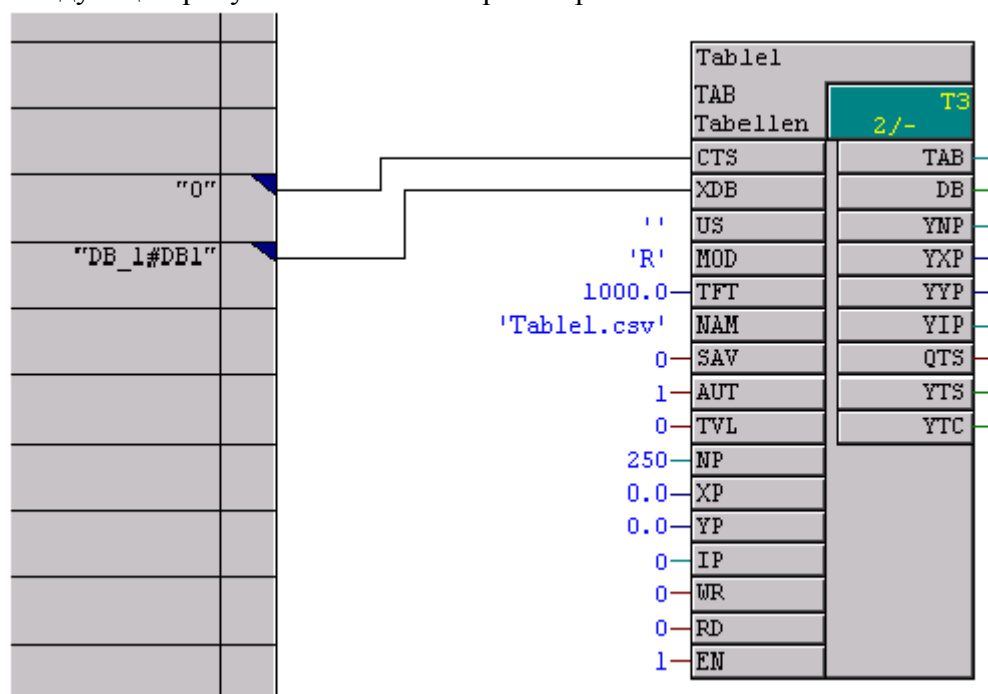 Table1
TAB T3
Tabellen 2/-
CTS TAB
"0" XDB DB
'' US YNP
"DB_1#DB1" 'R' MOD YXP
1000.0 TFT YYP
'Table1.csv' NAM YIP
0 SAV QTS
1 AUT YTS
0 TVL YTC
250 NP
0.0 XP
0.0 YP
0 IP
0 WR
0 RD
1 EN